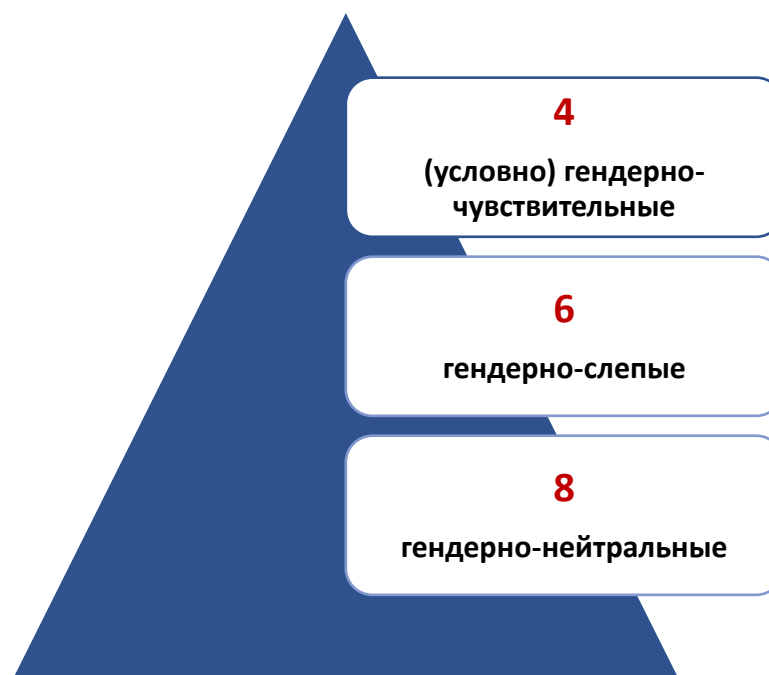 4
(условно) гендерно-
чувствительные
6
гендерно-слепые
8
гендерно-нейтральные